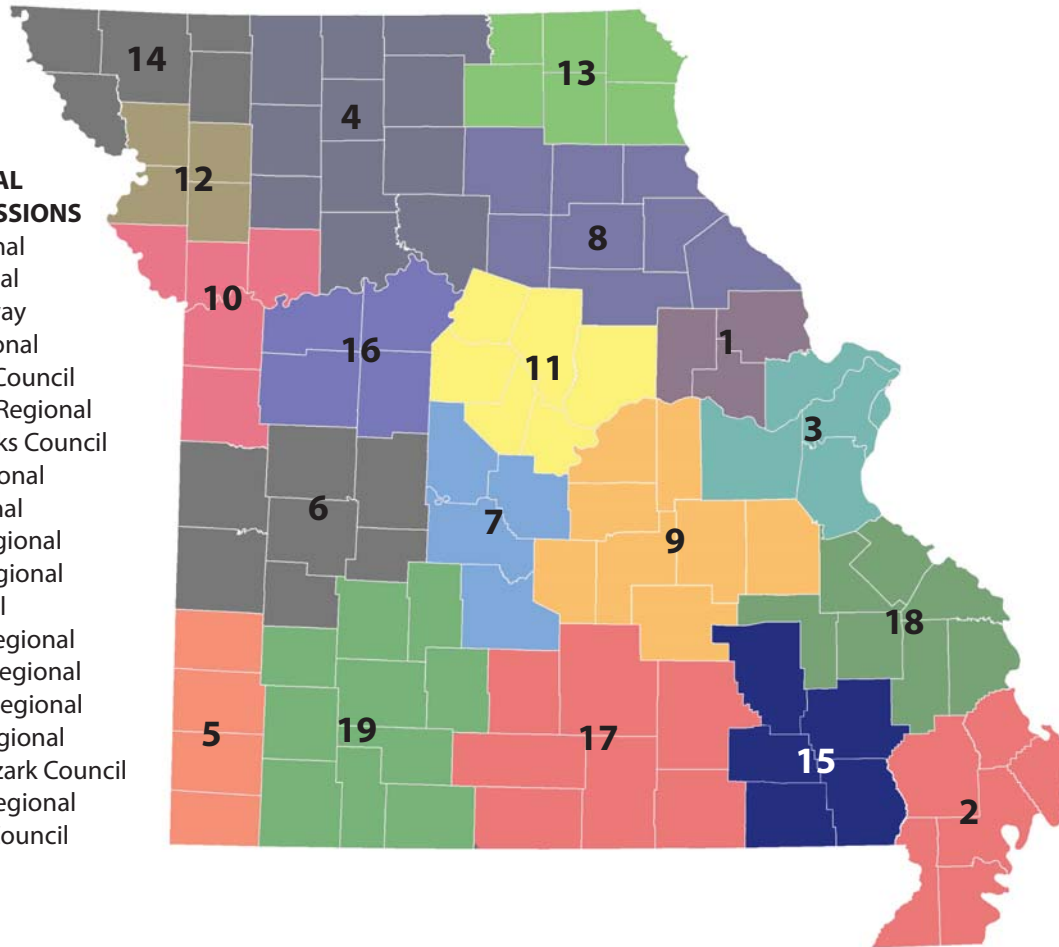 AL
SSIONS
nal
al
ay
onal
Council
Regional
ks Council
onal
nal
gional
gional
l
egional
Regional
egional
gional
zark Council
egional
ouncil
14
13
4
12
8
10
1
16
11
3
6
7
9
18
5
19
17
15
2